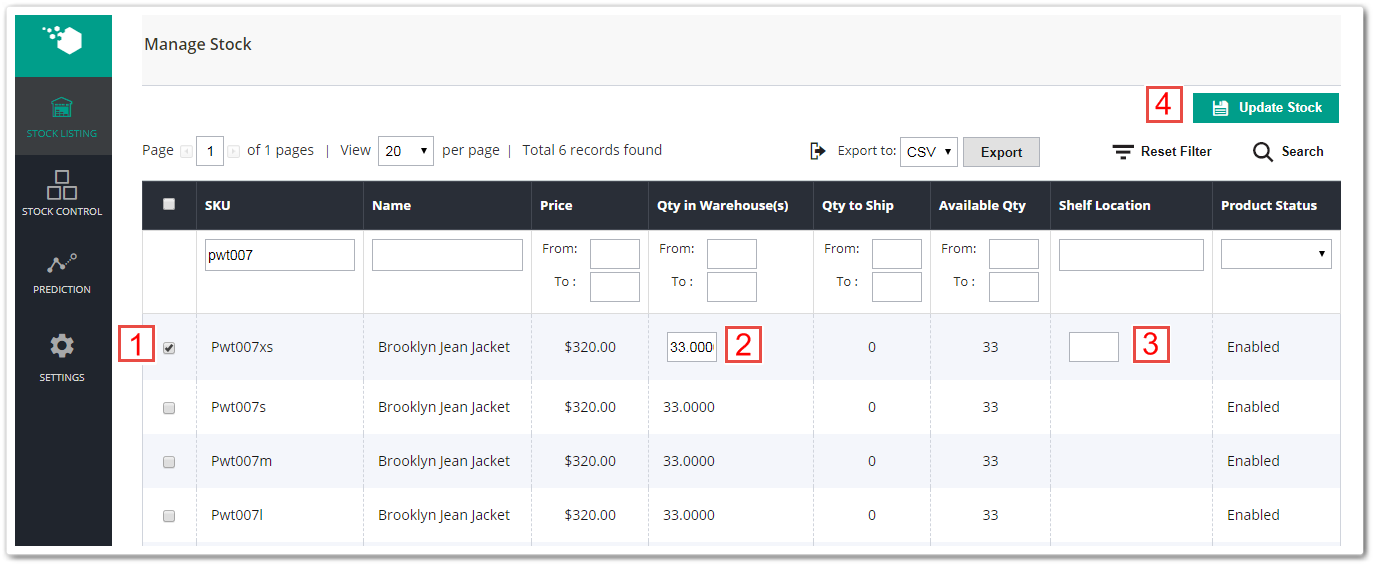 Manage Stock
4 Update Stock
Page 1 of 1 pages | View 20 per page | Total 6 records found Export to: CSV Export Reset Filter Search
STOCK LISTING
STOCK CONTROL
PREDICTION
SETTINGS
SKU Name Price Qty in Warehouse(s) Qty to Ship Available Qty Shelf Location Product Status
pwt007 From: From: From: From:
To : To : To : To :
1 Pwt007xs Brooklyn Jean Jacket $320.00 33.000 2 0 33 3 Enabled
Pwt007s Brooklyn Jean Jacket $320.00 33.0000 0 33 Enabled
Pwt007m Brooklyn Jean Jacket $320.00 33.0000 0 33 Enabled
Pwt007l Brooklyn Jean Jacket $320.00 33.0000 0 33 Enabled